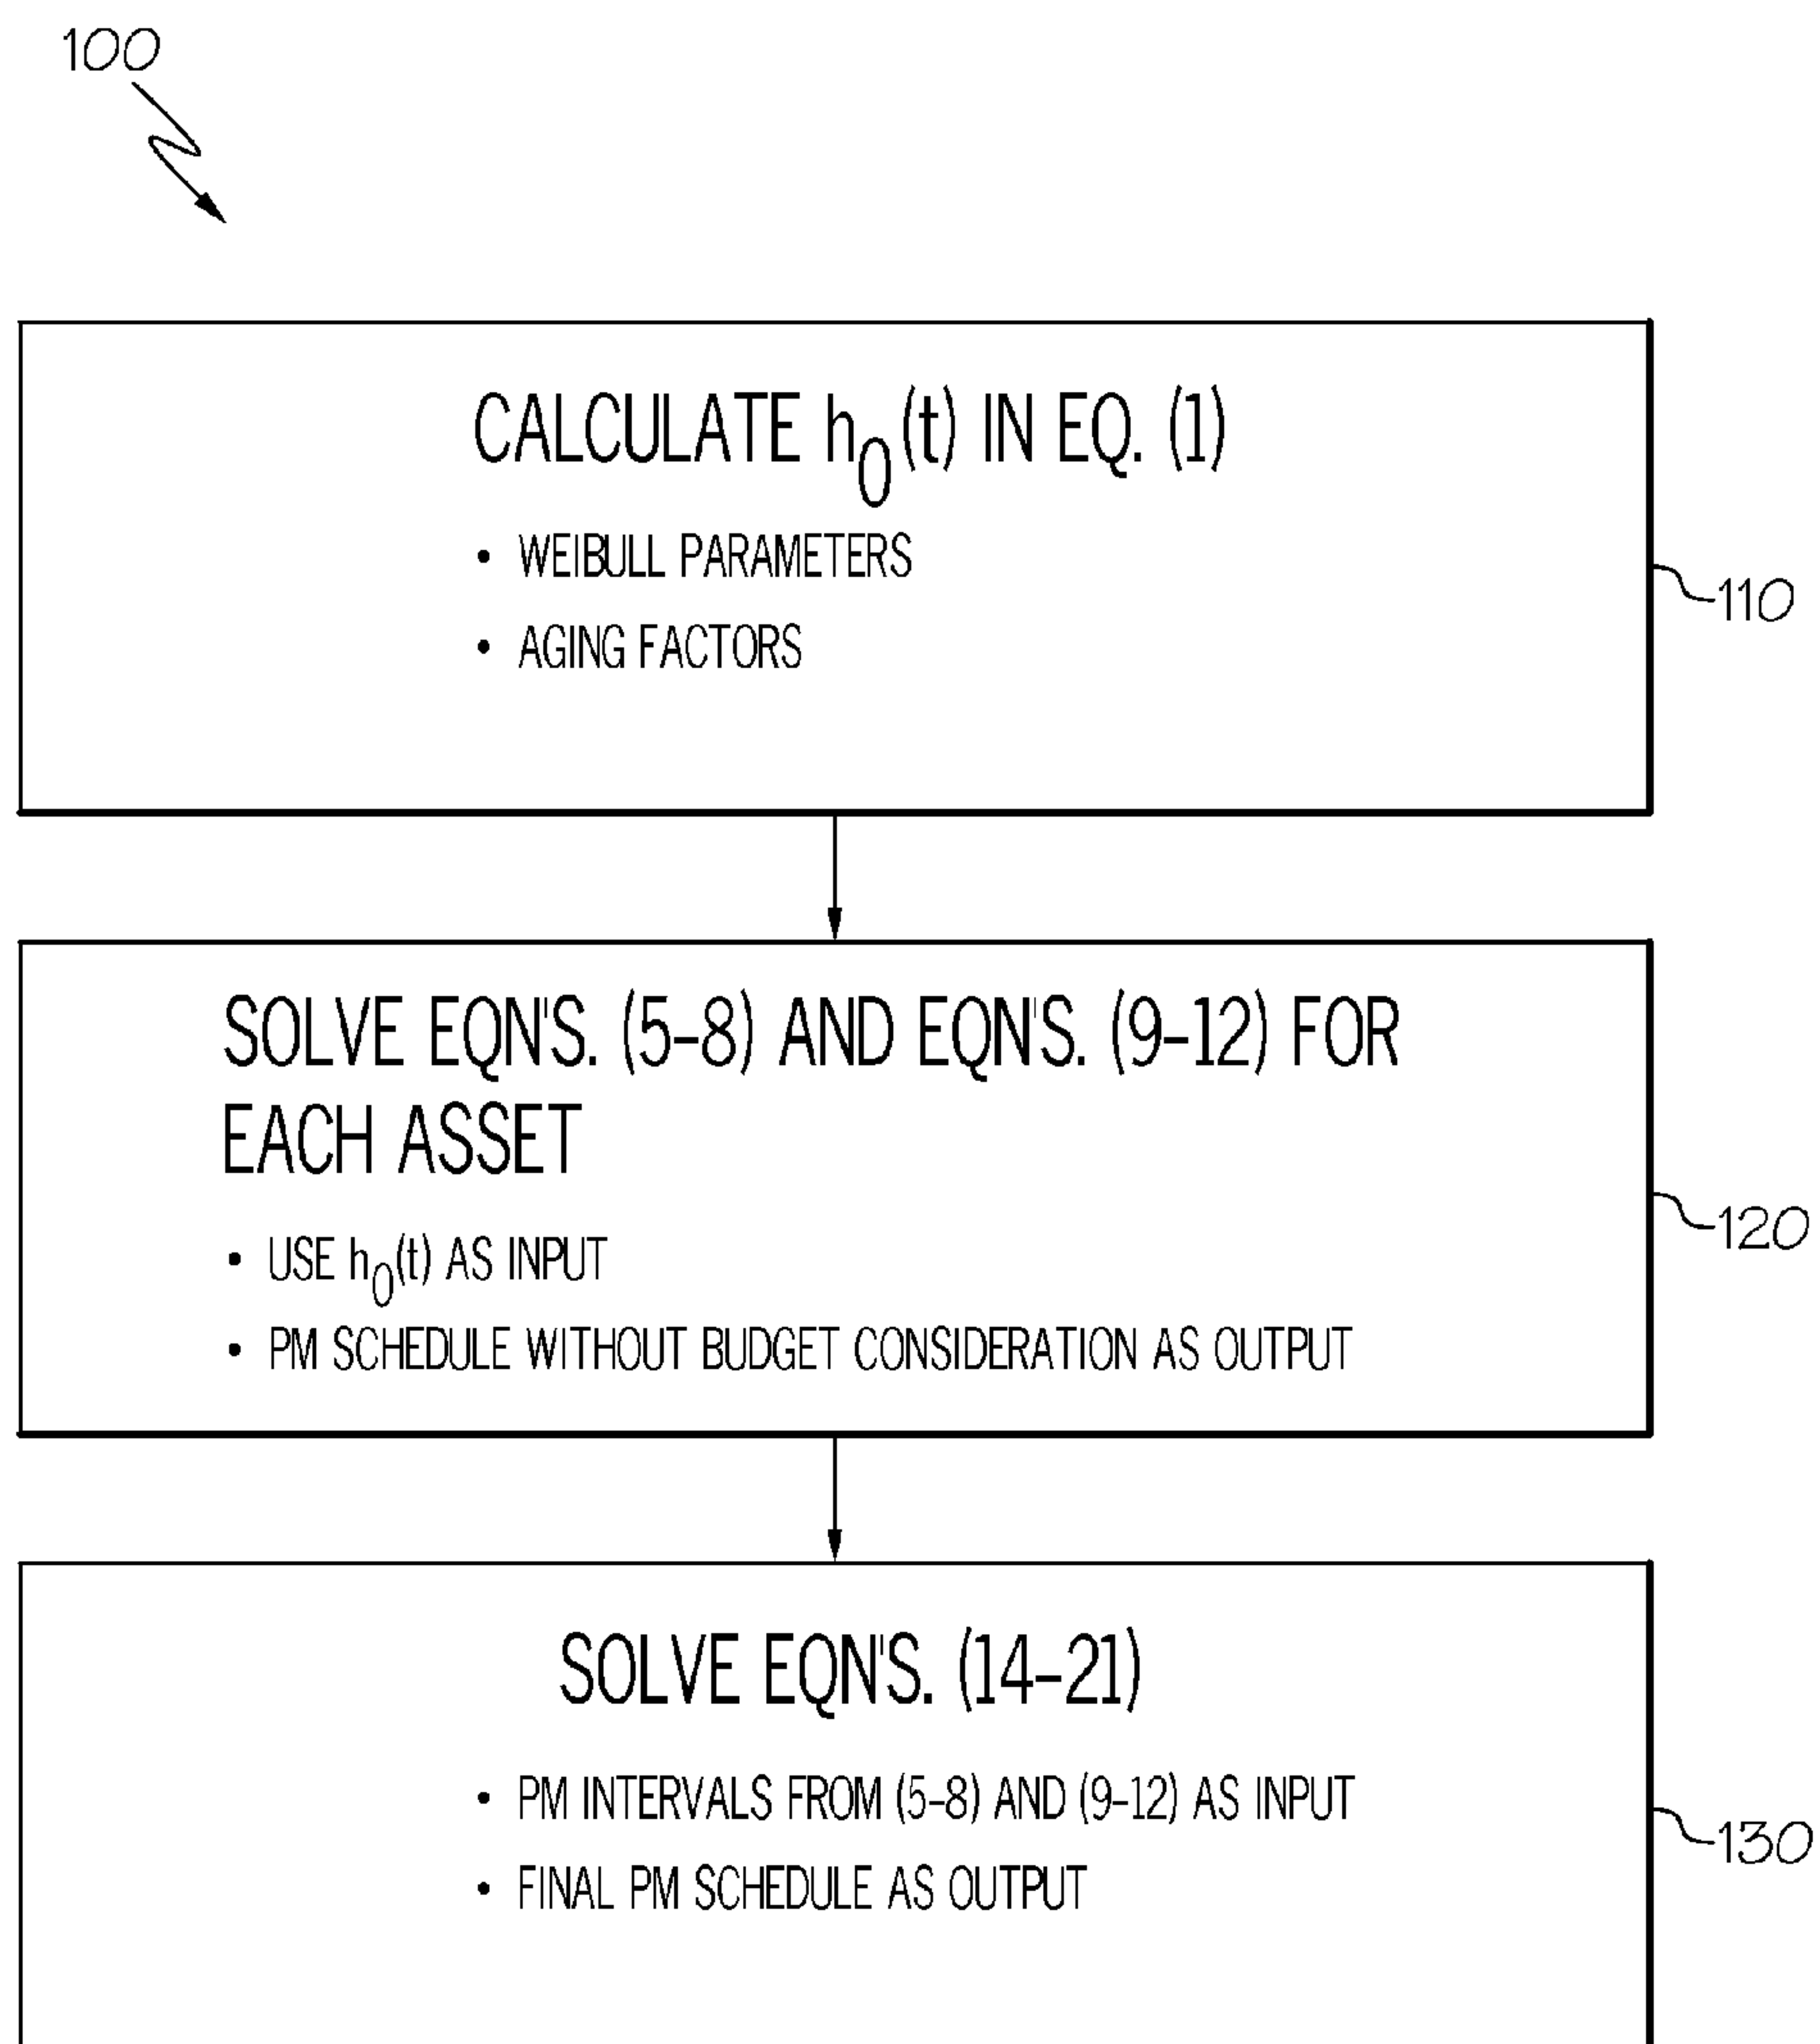 100
CALCULATE h0(t) IN EQ. (1)
• WEIBULL PARAMETERS
• AGING FACTORS
110
SOLVE EQN'S. (5–8) AND EQN'S. (9–12) FOR
EACH ASSET
• USE h0(t) AS INPUT
• PM SCHEDULE WITHOUT BUDGET CONSIDERATION AS OUTPUT
120
SOLVE EQN'S. (14–21)
• PM INTERVALS FROM (5–8) AND (9–12) AS INPUT
• FINAL PM SCHEDULE AS OUTPUT
130